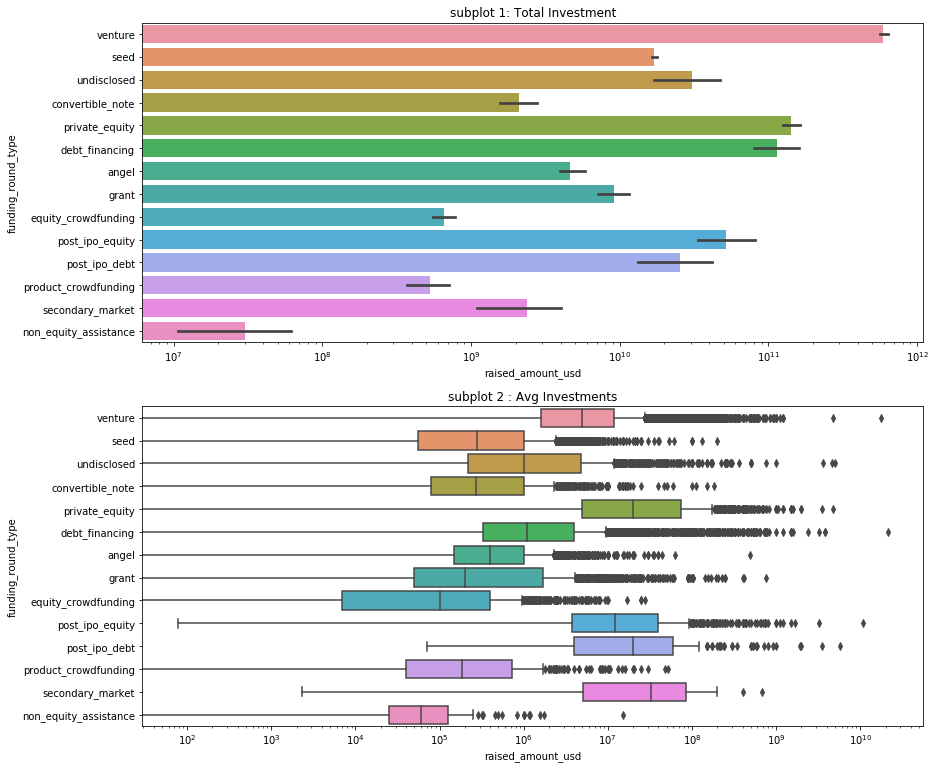 subplot 1: Total Investment
venture
seed
undisclosed
convertible_note
private_equity
debt_financing
angel
grant
equity_crowdfunding
post_ipo_equity
post_ipo_debt
product_crowdfunding
secondary_market
non_equity_assistance
funding_round_type
10⁷ 10⁸ 10⁹ 10¹⁰ 10¹¹ 10¹²
raised_amount_usd
subplot 2 : Avg Investments
venture
seed
undisclosed
convertible_note
private_equity
debt_financing
angel
grant
equity_crowdfunding
post_ipo_equity
post_ipo_debt
product_crowdfunding
secondary_market
non_equity_assistance
funding_round_type
10² 10³ 10⁴ 10⁵ 10⁶ 10⁷ 10⁸ 10⁹ 10¹⁰
raised_amount_usd